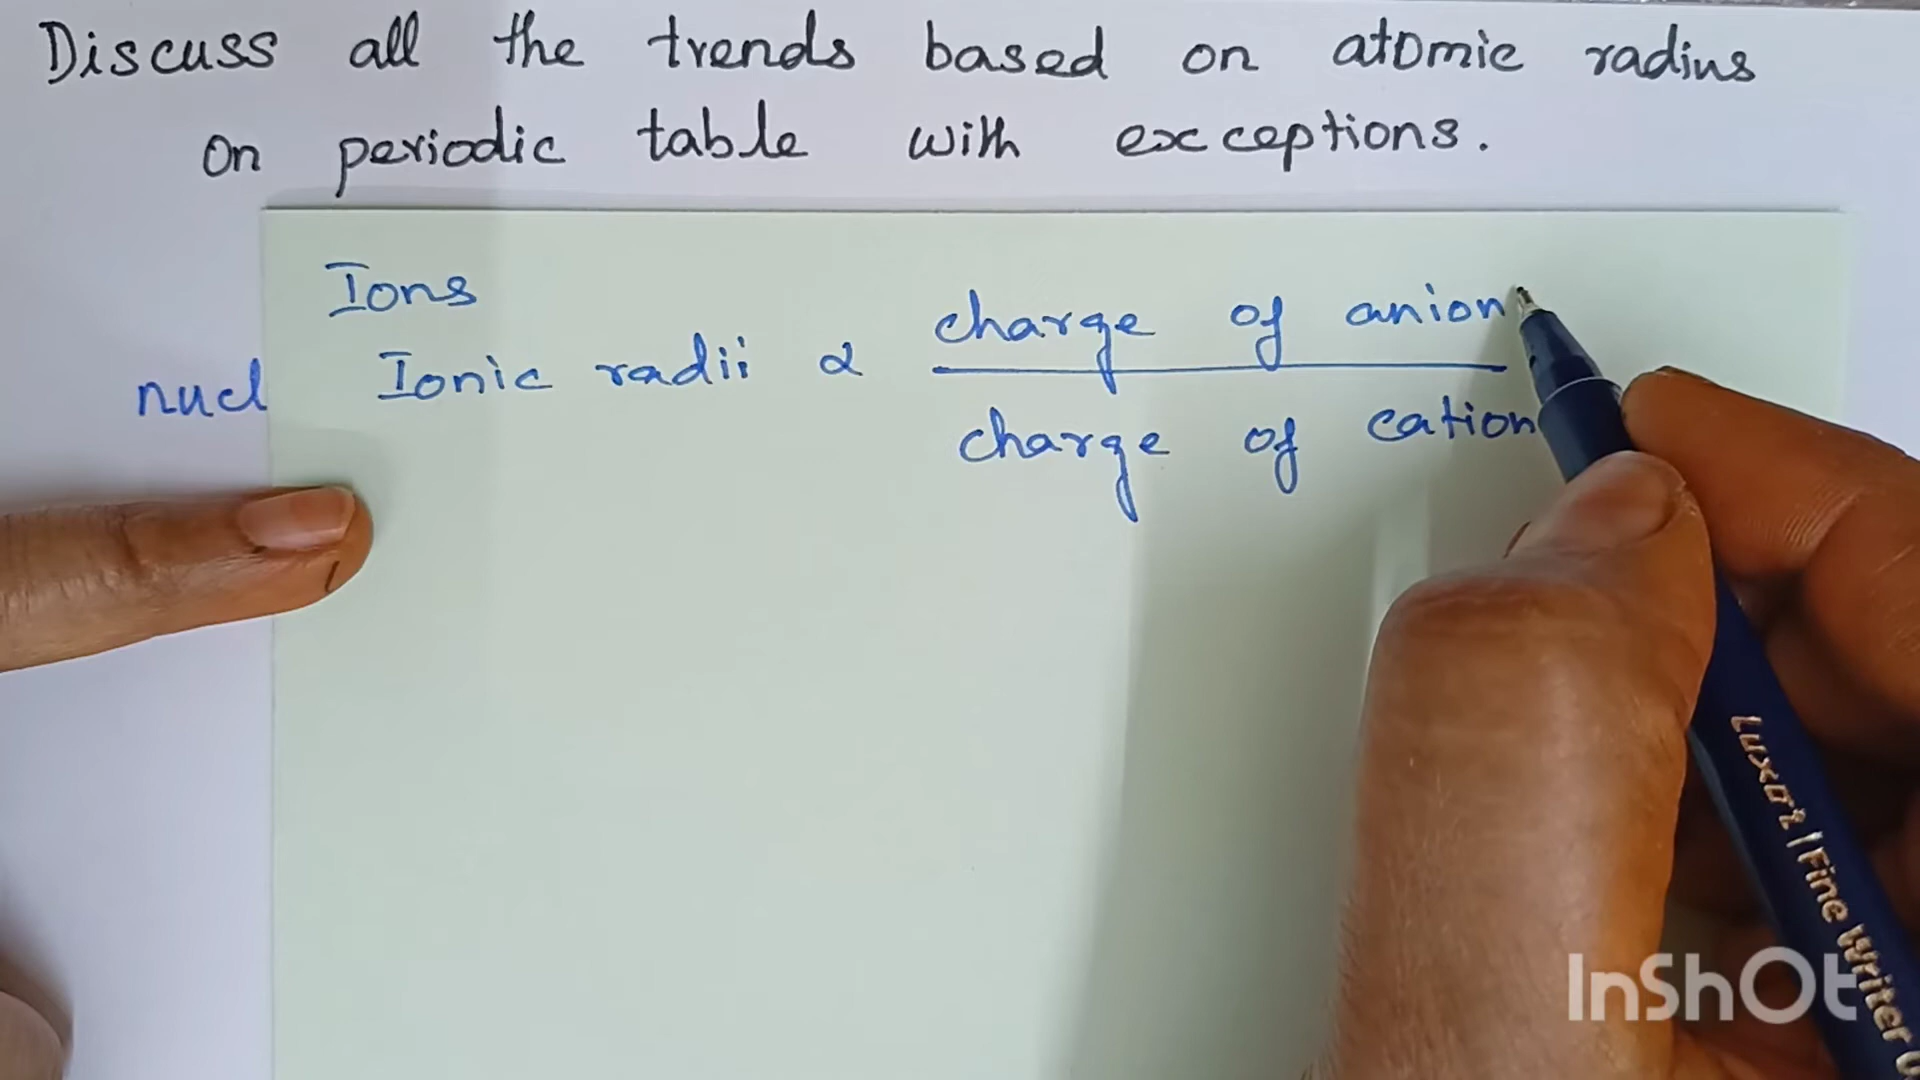 Discuss all the trends based on atomic radius
on periodic table with exceptions.
Ions
Ionic radii α charge of anion
charge of cation
nucl
Luxor | Fine Writer
InShOt